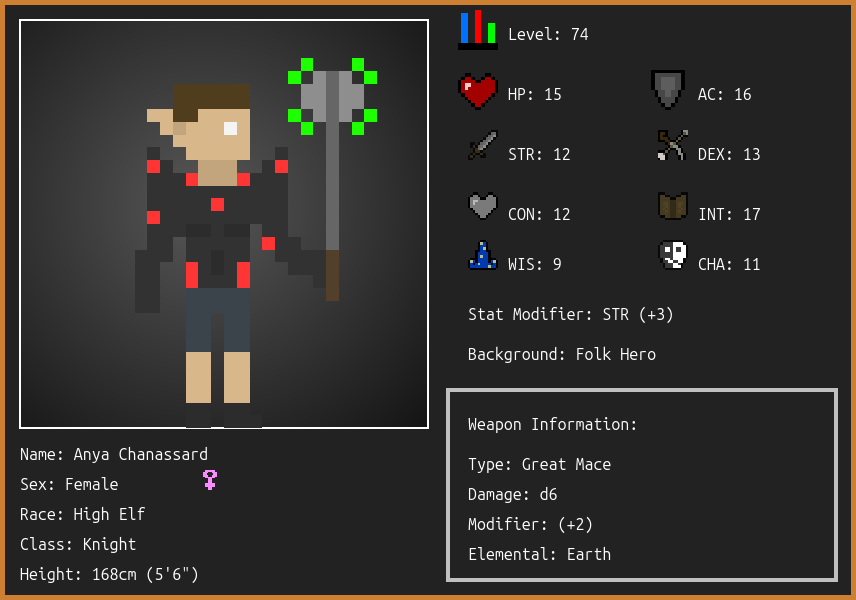 Level: 74
HP: 15
AC: 16
STR: 12
DEX: 13
CON: 12
INT: 17
WIS: 9
CHA: 11
Stat Modifier: STR (+3)
Background: Folk Hero
Weapon Information:
Type: Great Mace
Damage: d6
Modifier: (+2)
Elemental: Earth
Name: Anya Chanassard
Sex: Female
Race: High Elf
Class: Knight
Height: 168cm (5'6")